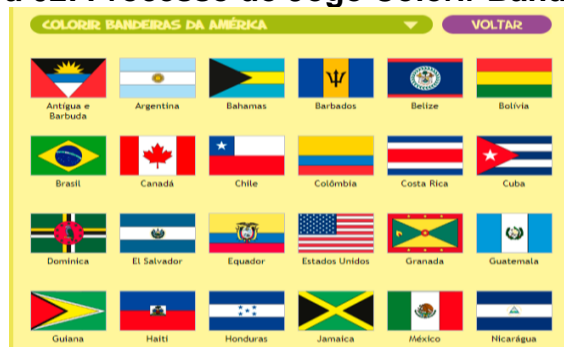 COLORIR BANDEIRAS DA AMÉRICA
VOLTAR
Antígua e
Barbuda
Argentina
Bahamas
Barbados
Belize
Bolívia
Brasil
Canadá
Chile
Colômbia
Costa Rica
Cuba
Dominica
El Salvador
Equador
Estados Unidos
Granada
Guatemala
Guiana
Haiti
Honduras
Jamaica
México
Nicarágua